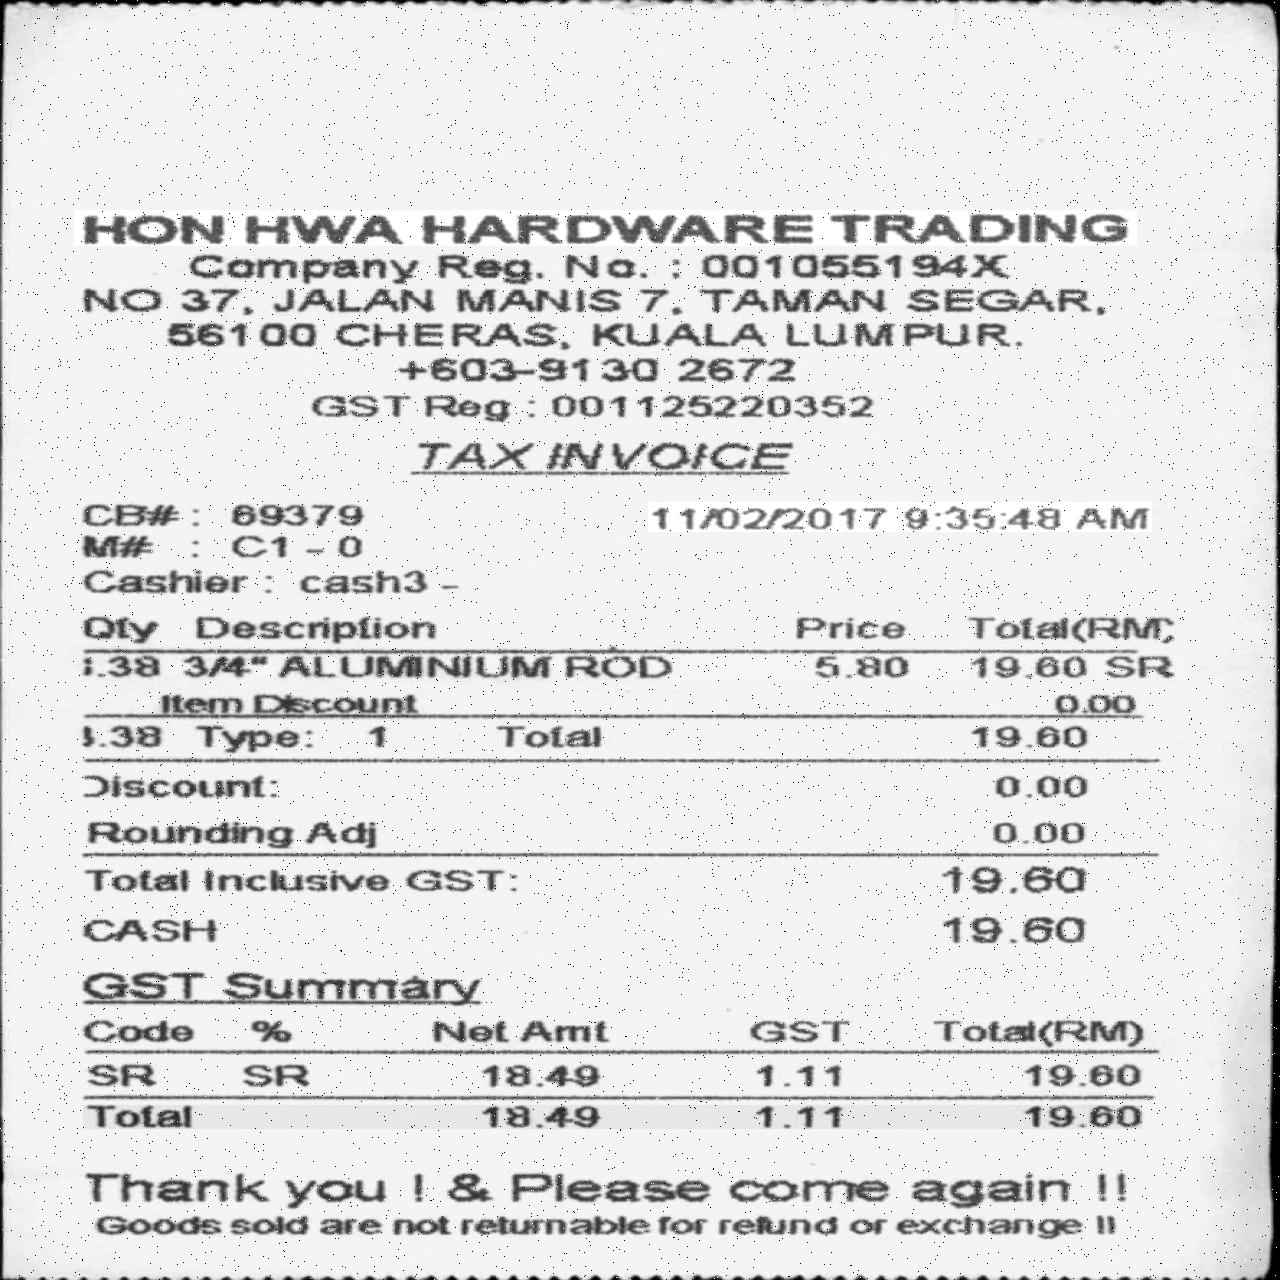 HON HWA HARDWARE TRADING
Company Reg. No. : 001055194X
NO 37, JALAN MANIS 7, TAMAN SEGAR,
56100 CHERAS, KUALA LUMPUR.
+603-9130 2672
GST Reg : 001125220352
TAX INVOICE
CB# : 69379 11/02/2017 9:35:48 AM
M# : C1 - 0
Cashier : cash3 -
Qty Description Price Total(RM)
3/4" ALUMINIUM ROD 5.80 19.60 SR
Item Discount 0.00
Type: 1 Total 19.60
Discount: 0.00
Rounding Adj 0.00
Total Inclusive GST: 19.60
CASH 19.60
GST Summary
Code % Net Amt GST Total(RM)
SR SR 18.49 1.11 19.60
Total 18.49 1.11 19.60
Thank you ! & Please come again !!
Goods sold are not returnable for refund or exchange !!